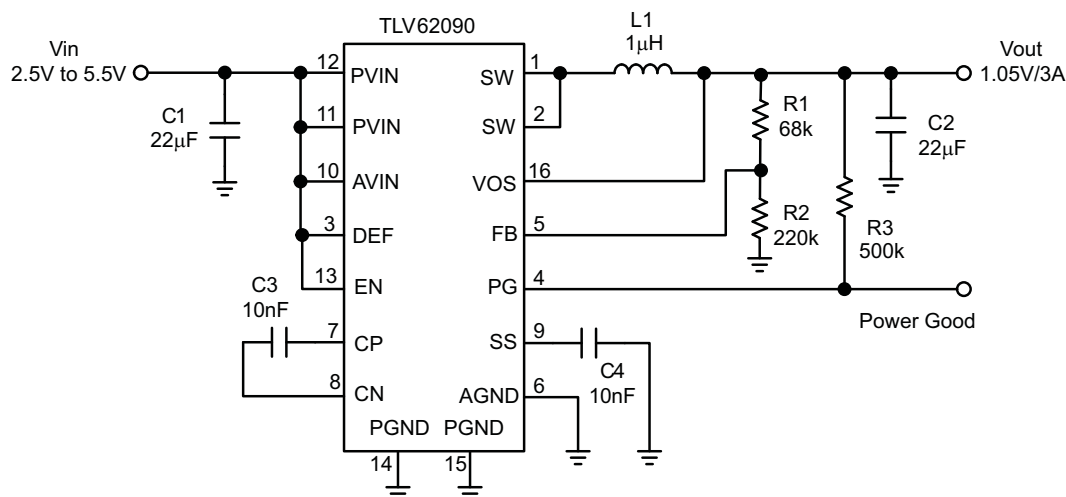 TLV62090
Vin
2.5V to 5.5V
C1
22μF
12
PVIN
11
PVIN
10
AVIN
3
DEF
13
EN
C3
10nF
7
CP
8
CN
PGND PGND
14
15
1
SW
2
SW
16
VOS
5
FB
4
PG
9
SS
6
AGND
C4
10nF
L1
1μH
R1
68k
R2
220k
R3
500k
C2
22μF
Vout
1.05V/3A
Power Good